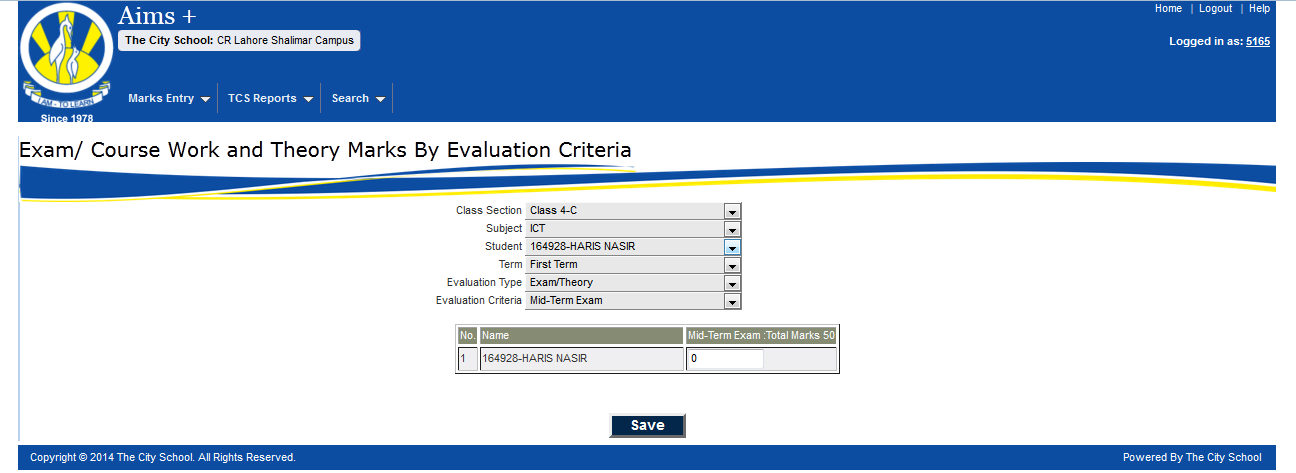 Aims +
Home | Logout | Help
The City School: CR Lahore Shalimar Campus
Logged in as: 5165
I AM - TO LEARN
Marks Entry TCS Reports Search
Since 1978
Exam/ Course Work and Theory Marks By Evaluation Criteria
Class Section Class 4-C
Subject ICT
Student 164928-HARIS NASIR
Term First Term
Evaluation Type Exam/Theory
Evaluation Criteria Mid-Term Exam
No. Name Mid-Term Exam :Total Marks 50
1 164928-HARIS NASIR 0
Save
Copyright © 2014 The City School. All Rights Reserved. Powered By The City School